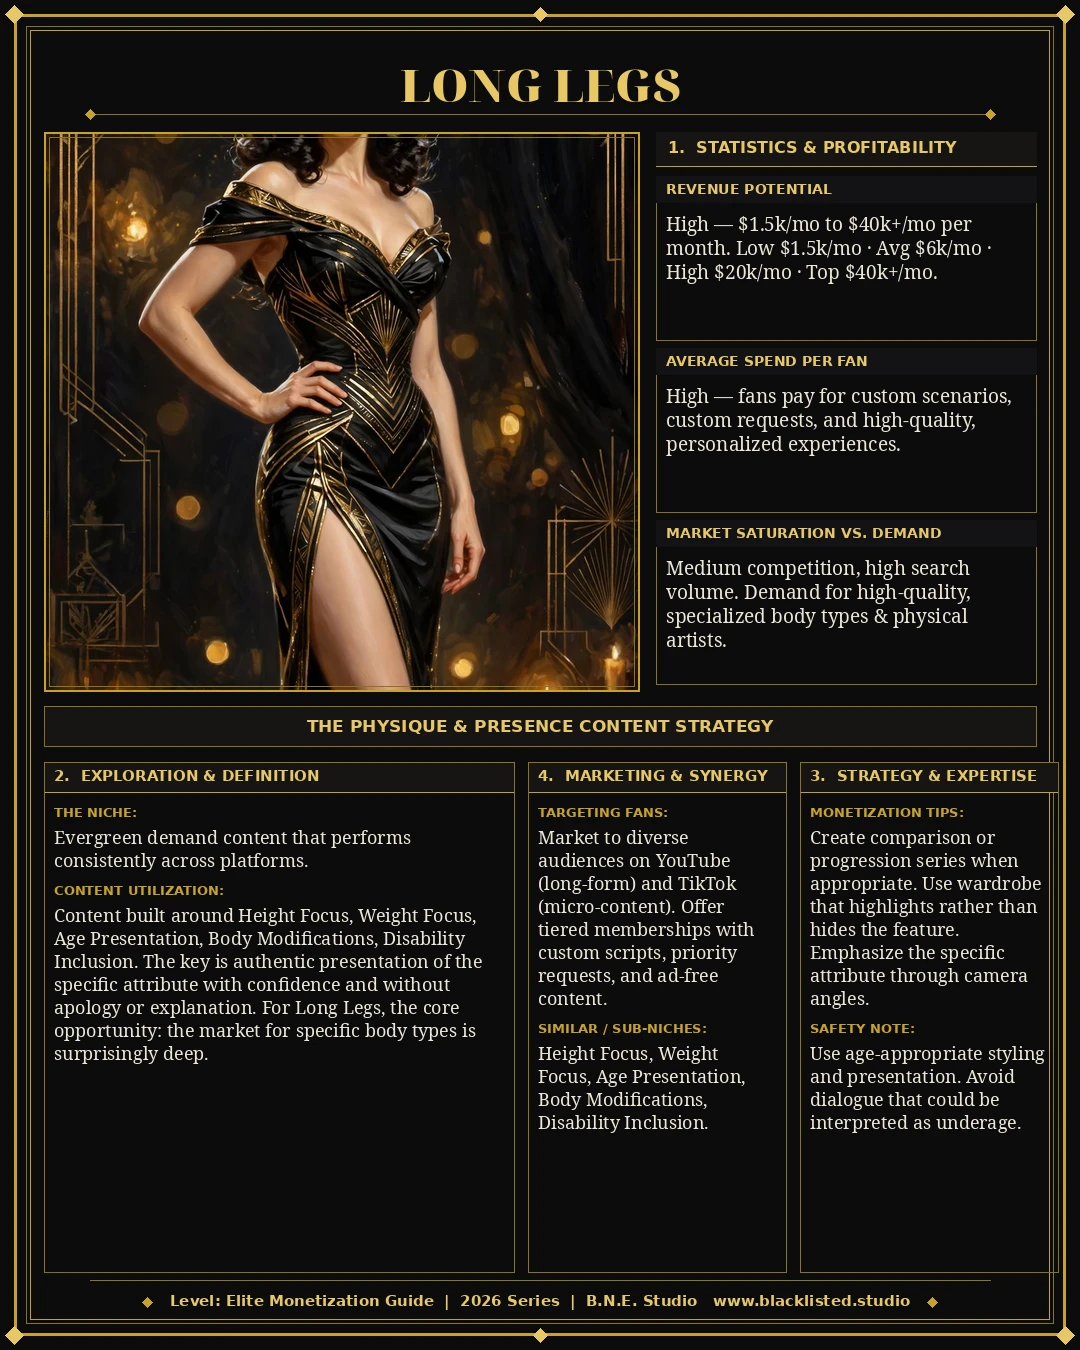 LONG LEGS
1. STATISTICS & PROFITABILITY
REVENUE POTENTIAL
High — $1.5k/mo to $40k+/mo per
month. Low $1.5k/mo · Avg $6k/mo ·
High $20k/mo · Top $40k+/mo.
AVERAGE SPEND PER FAN
High — fans pay for custom scenarios,
custom requests, and high-quality,
personalized experiences.
MARKET SATURATION VS. DEMAND
Medium competition, high search
volume. Demand for high-quality,
specialized body types & physical
artists.
THE PHYSIQUE & PRESENCE CONTENT STRATEGY
2. EXPLORATION & DEFINITION
THE NICHE:
Evergreen demand content that performs
consistently across platforms.
CONTENT UTILIZATION:
Content built around Height Focus, Weight Focus,
Age Presentation, Body Modifications, Disability
Inclusion. The key is authentic presentation of the
specific attribute with confidence and without
apology or explanation. For Long Legs, the core
opportunity: the market for specific body types is
surprisingly deep.
4. MARKETING & SYNERGY
TARGETING FANS:
Market to diverse
audiences on YouTube
(long-form) and TikTok
(micro-content). Offer
tiered memberships with
custom scripts, priority
requests, and ad-free
content.
SIMILAR / SUB-NICHES:
Height Focus, Weight
Focus, Age Presentation,
Body Modifications,
Disability Inclusion.
3. STRATEGY & EXPERTISE
MONETIZATION TIPS:
Create comparison or
progression series when
appropriate. Use wardrobe
that highlights rather than
hides the feature.
Emphasize the specific
attribute through camera
angles.
SAFETY NOTE:
Use age-appropriate styling
and presentation. Avoid
dialogue that could be
interpreted as underage.
Level: Elite Monetization Guide | 2026 Series | B.N.E. Studio www.blacklisted.studio